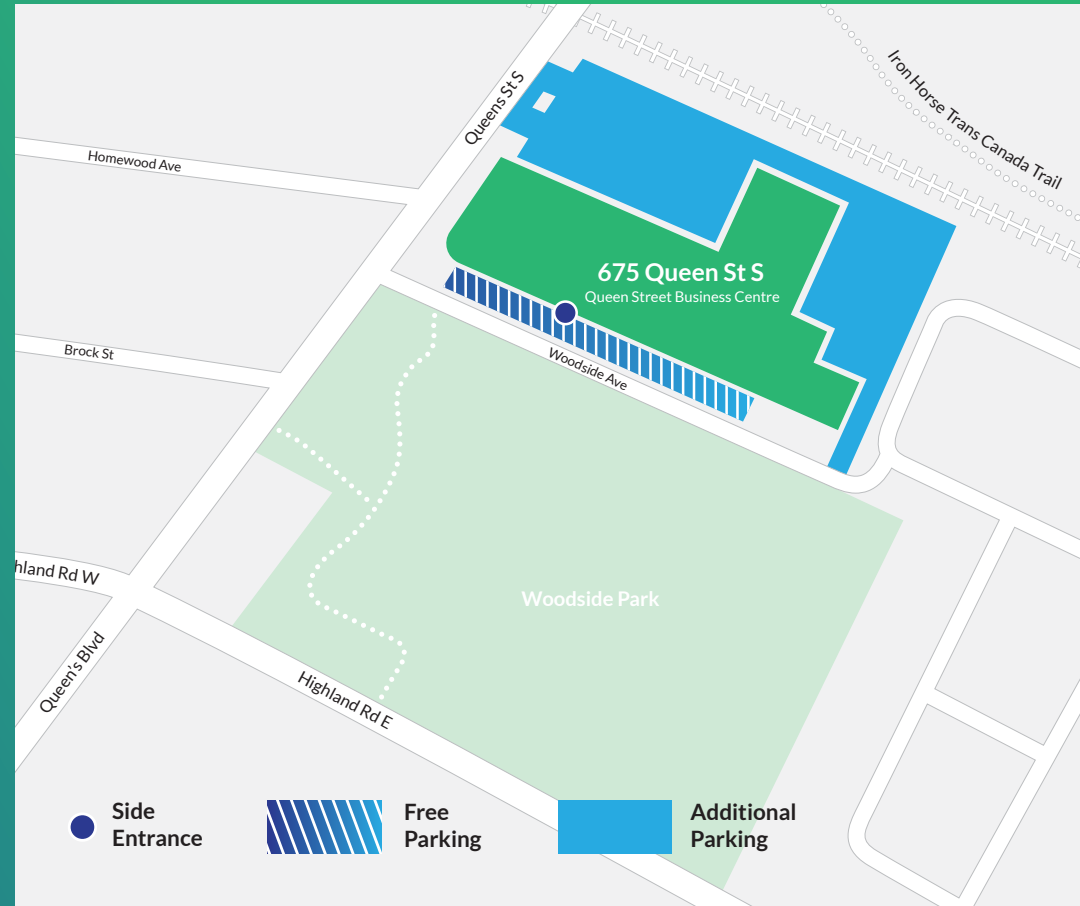 Iron Horse Trans Canada Trail
Queens St S
Homewood Ave
675 Queen St S
Queen Street Business Centre
Woodside Ave
Brock St
hland Rd W
Woodside Park
Queen's Blvd
Highland Rd E
Side
Entrance
Free
Parking
Additional
Parking